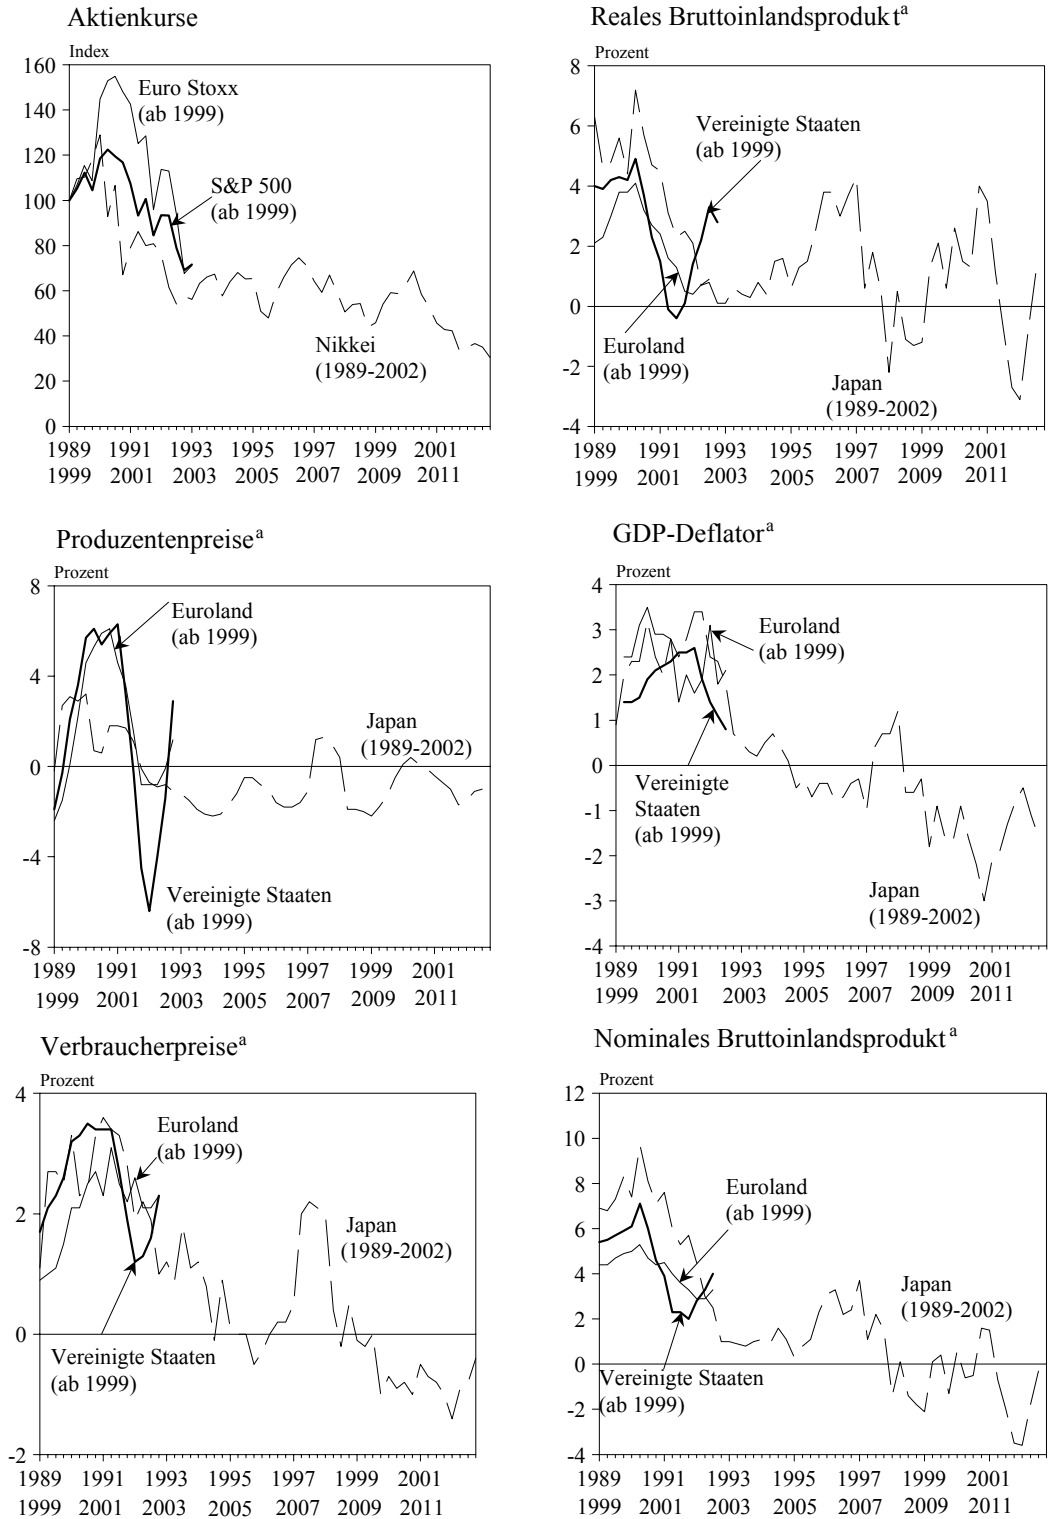 Aktienkurse
Index
160
140
120
100
80
60
40
20
0
Euro Stoxx
(ab 1999)
S&P 500
(ab 1999)
Nikkei
(1989-2002)
1989 1991 1993 1995 1997 1999 2001
1999 2001 2003 2005 2007 2009 2011
Reales Bruttoinlandsprodukt^a
Prozent
8
6
4
2
0
-2
-4
Vereinigte Staaten
(ab 1999)
Euroland
(ab 1999)
Japan
(1989-2002)
1989 1991 1993 1995 1997 1999 2001
1999 2001 2003 2005 2007 2009 2011
Produzentenpreise^a
Prozent
8
4
0
-4
-8
Euroland
(ab 1999)
Japan
(1989-2002)
Vereinigte Staaten
(ab 1999)
1989 1991 1993 1995 1997 1999 2001
1999 2001 2003 2005 2007 2009 2011
GDP-Deflator^a
Prozent
4
3
2
1
0
-1
-2
-3
-4
Euroland
(ab 1999)
Vereinigte
Staaten
(ab 1999)
Japan
(1989-2002)
1989 1991 1993 1995 1997 1999 2001
1999 2001 2003 2005 2007 2009 2011
Verbraucherpreise^a
Prozent
4
2
0
-2
Euroland
(ab 1999)
Japan
(1989-2002)
Vereinigte Staaten
(ab 1999)
1989 1991 1993 1995 1997 1999 2001
1999 2001 2003 2005 2007 2009 2011
Nominales Bruttoinlandsprodukt^a
Prozent
12
10
8
6
4
2
0
-2
-4
Euroland
(ab 1999)
Japan
(1989-2002)
Vereinigte Staaten
(ab 1999)
1989 1991 1993 1995 1997 1999 2001
1999 2001 2003 2005 2007 2009 2011